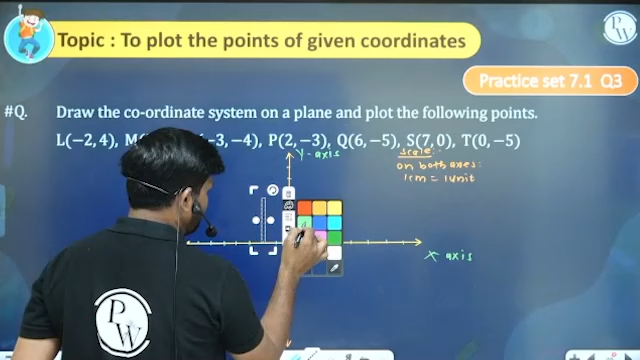 Topic : To plot the points of given coordinates
P
W
Practice set 7.1 Q3
#Q. Draw the co-ordinate system on a plane and plot the following points.
L(−2, 4), M( −3, −4), P(2, −3), Q(6, −5), S(7, 0), T(0, −5)
Y-axis
Scale:-
on both axes:
1cm = 1unit
X axis
P
W